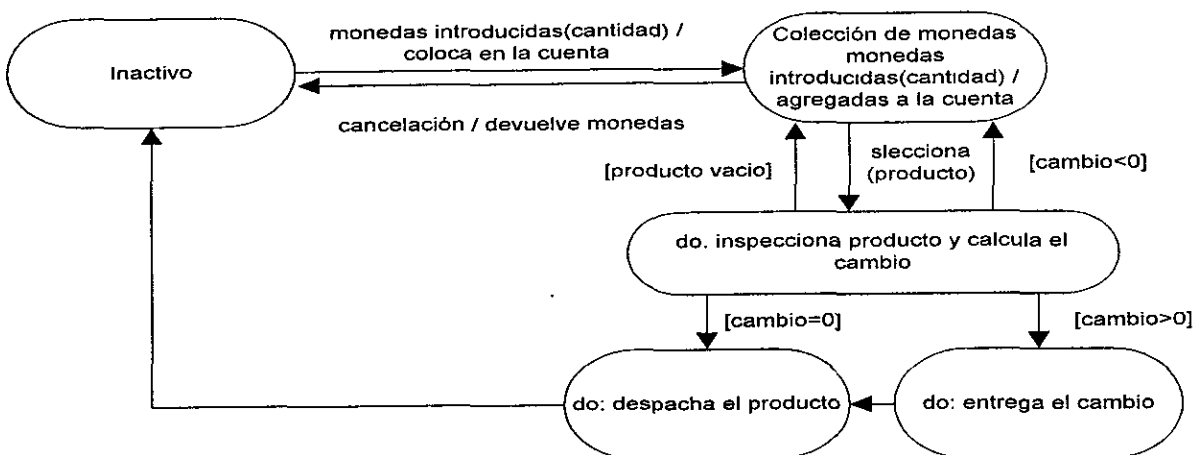 Inactivo
monedas introducidas(cantidad) /
coloca en la cuenta
Colección de monedas
monedas
introducidas(cantidad) /
agregadas a la cuenta
cancelación / devuelve monedas
[producto vacio]
slecciona
(producto)
[cambio<0]
do. inspecciona producto y calcula el
cambio
[cambio=0]
[cambio>0]
do: despacha el producto
do: entrega el cambio